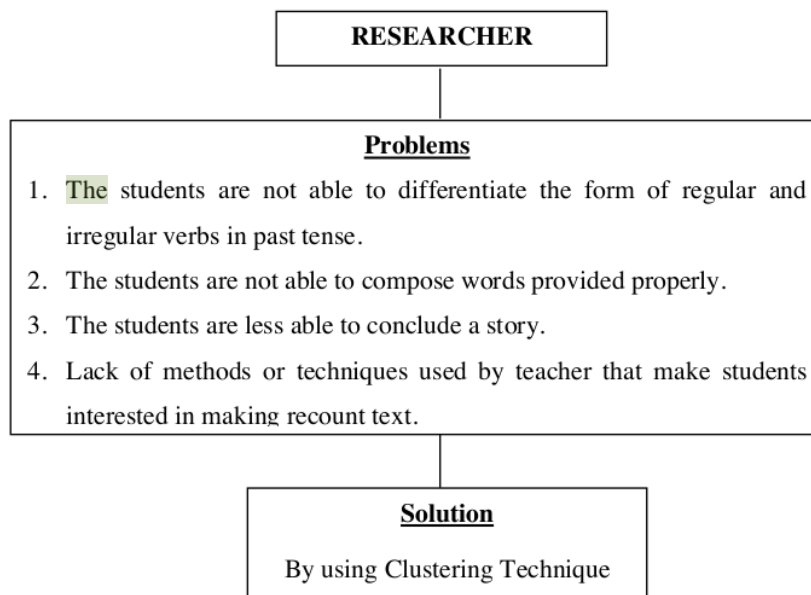 RESEARCHER
Problems
1. The students are not able to differentiate the form of regular and
irregular verbs in past tense.
2. The students are not able to compose words provided properly.
3. The students are less able to conclude a story.
4. Lack of methods or techniques used by teacher that make students
interested in making recount text.
Solution
By using Clustering Technique